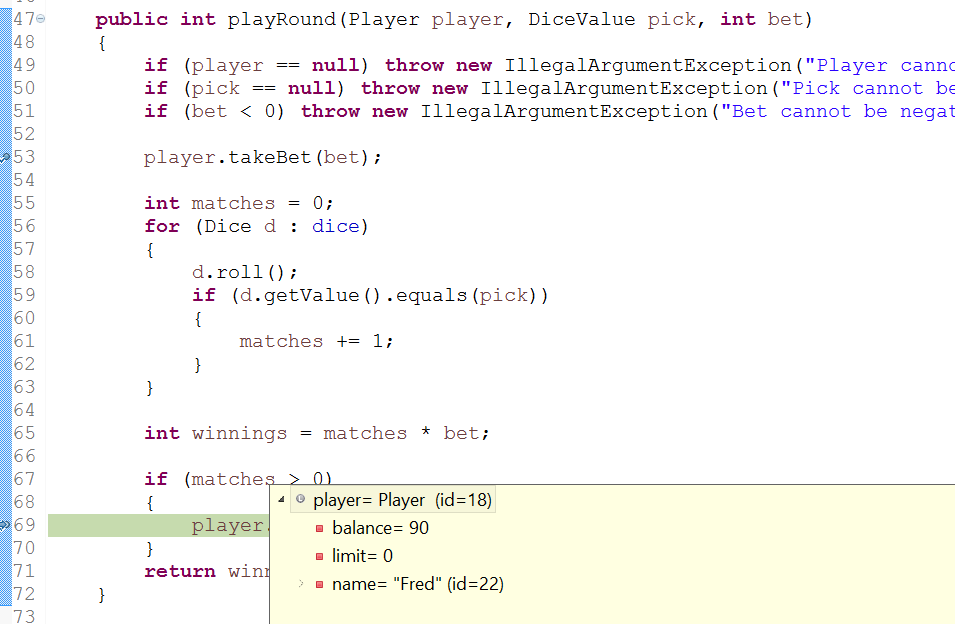 47 public int playRound(Player player, DiceValue pick, int bet)
48 {
49 if (player == null) throw new IllegalArgumentException("Player canno
50 if (pick == null) throw new IllegalArgumentException("Pick cannot be
51 if (bet < 0) throw new IllegalArgumentException("Bet cannot be negat
52
53 player.takeBet(bet);
54
55 int matches = 0;
56 for (Dice d : dice)
57 {
58 d.roll();
59 if (d.getValue().equals(pick))
60 {
61 matches += 1;
62 }
63 }
64
65 int winnings = matches * bet;
66
67 if (matches > 0)
68 {
69 player.
70 }
71 return winn
72 }
73
player= Player (id=18)
balance= 90
limit= 0
name= "Fred" (id=22)